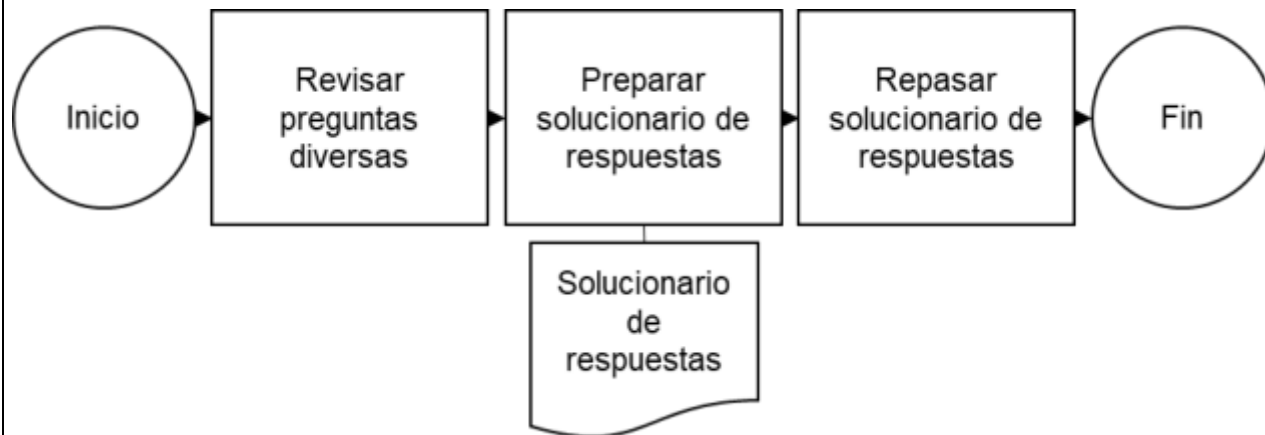 Inicio
Revisar
preguntas
diversas
Preparar
solucionario de
respuestas
Repasar
solucionario de
respuestas
Fin
Solucionario
de
respuestas